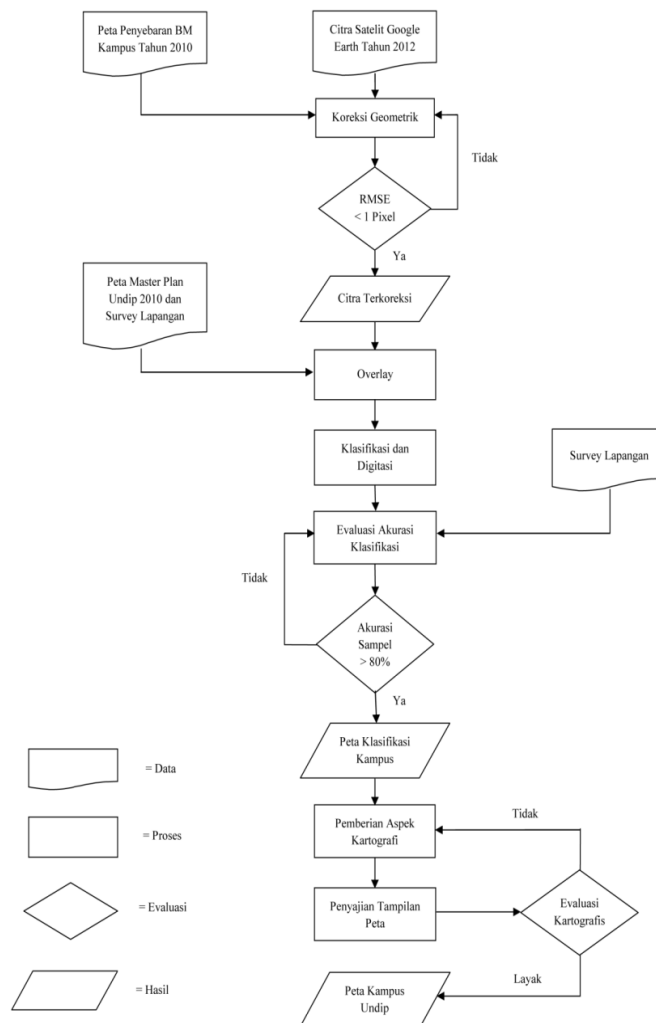 Peta Penyebaran BM
Kampus Tahun 2010
Citra Satelit Google
Earth Tahun 2012
Koreksi Geometrik
Tidak
RMSE
< 1 Pixel
Ya
Peta Master Plan
Undip 2010 dan
Survey Lapangan
Citra Terkoreksi
Overlay
Klasifikasi dan
Digitasi
Survey Lapangan
Evaluasi Akurasi
Klasifikasi
Tidak
Akurasi
Sampel
> 80%
Ya
Peta Klasifikasi
Kampus
= Data
Pemberian Aspek
Kartografi
Tidak
= Proses
Penyajian Tampilan
Peta
Evaluasi
Kartografis
= Evaluasi
Layak
Peta Kampus
Undip
= Hasil